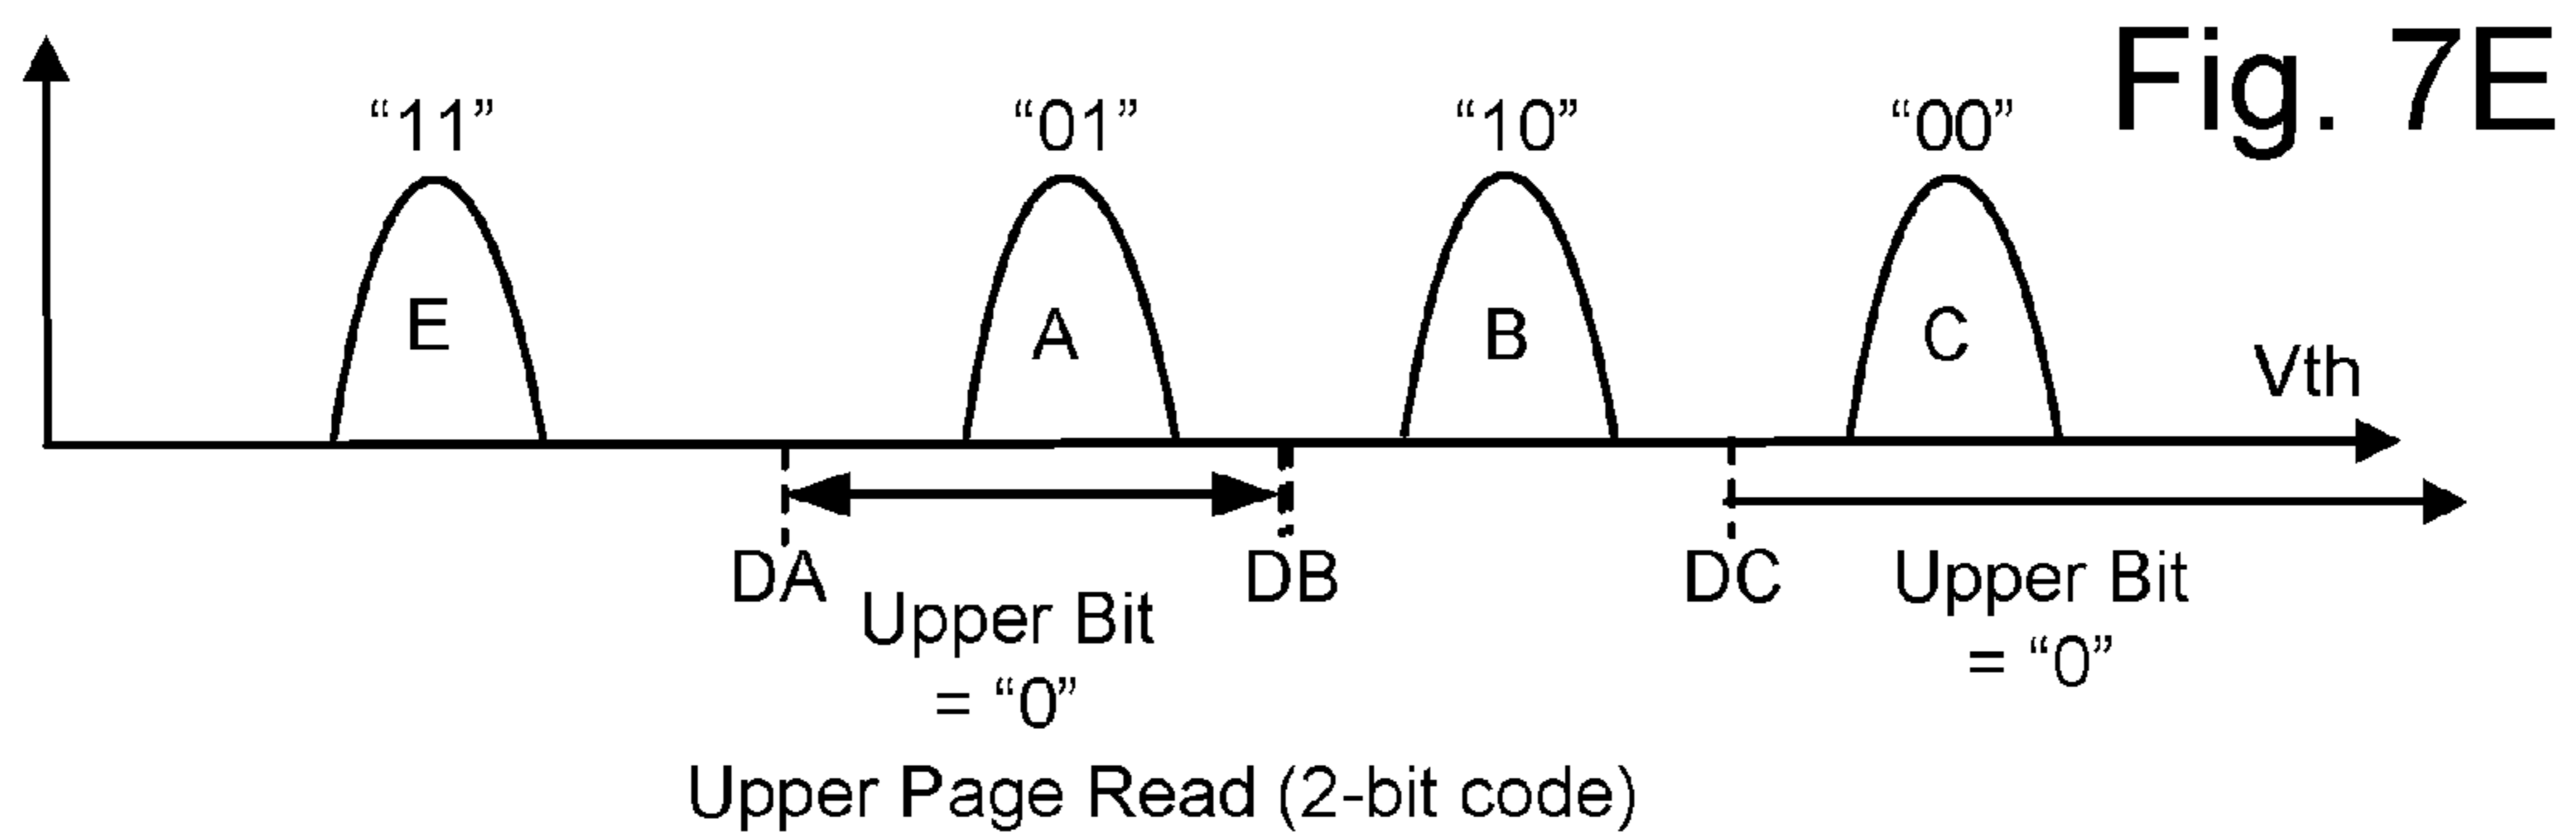 Fig. 7E
“11” “01” “10” “00”
E A B C
Vth
DA DB DC
Upper Bit
= “0”
Upper Bit
= “0”
Upper Page Read (2-bit code)